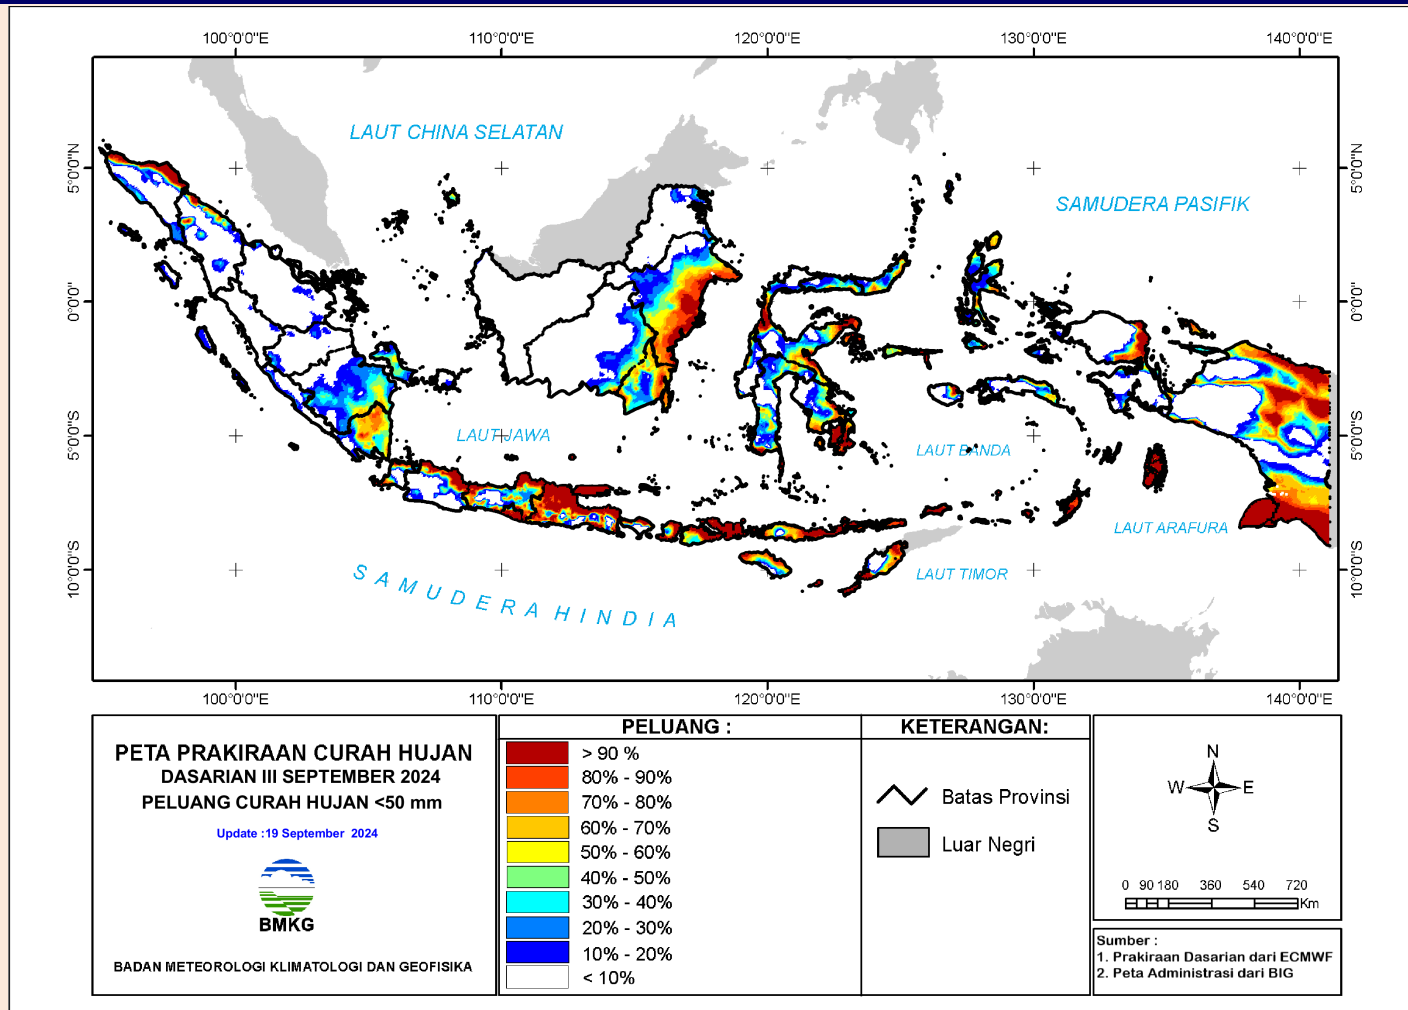 100°0'0"E 110°0'0"E 120°0'0"E 130°0'0"E 140°0'0"E
LAUT CHINA SELATAN
5°0'0"N 5°0'0"N
SAMUDERA PASIFIK
0°0'0" 0°0'0"
LAUT JAWA
5°0'0"S 5°0'0"S
LAUT BANDA
LAUT ARAFURA
10°0'0"S 10°0'0"S
LAUT TIMOR
SAMUDERA HINDIA
100°0'0"E 110°0'0"E 120°0'0"E 130°0'0"E 140°0'0"E
PETA PRAKIRAAN CURAH HUJAN
DASARIAN III SEPTEMBER 2024
PELUANG CURAH HUJAN <50 mm
Update :19 September 2024
BMKG
BADAN METEOROLOGI KLIMATOLOGI DAN GEOFISIKA
PELUANG :
> 90 %
80% - 90%
70% - 80%
60% - 70%
50% - 60%
40% - 50%
30% - 40%
20% - 30%
10% - 20%
< 10%
KETERANGAN:
Batas Provinsi
Luar Negri
N
W E
S
0 90 180 360 540 720
Km
Sumber :
1. Prakiraan Dasarian dari ECMWF
2. Peta Administrasi dari BIG